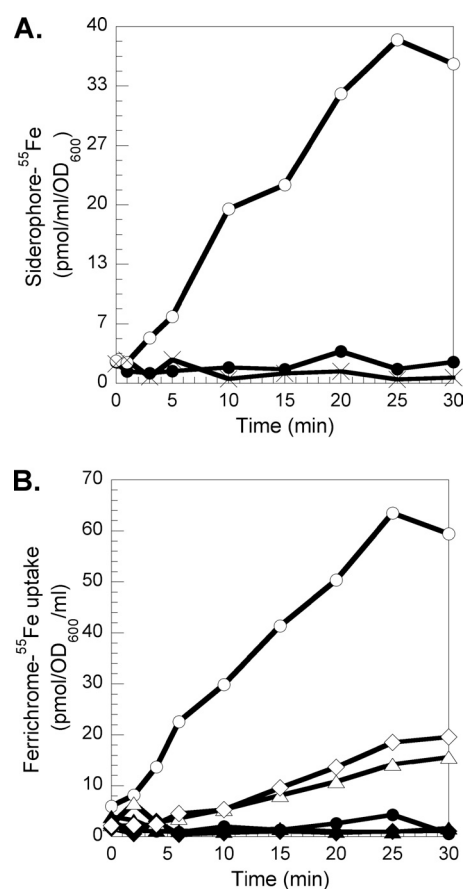 A.
Siderophore-⁵⁵Fe
(pmol/ml/OD₆₀₀)
40
33
27
20
13
7
0
0 5 10 15 20 25 30
Time (min)
B.
Ferrichrome-⁵⁵Fe uptake
(pmol/OD₆₀₀/ml)
70
60
50
40
30
20
10
0
0 5 10 15 20 25 30
Time (min)